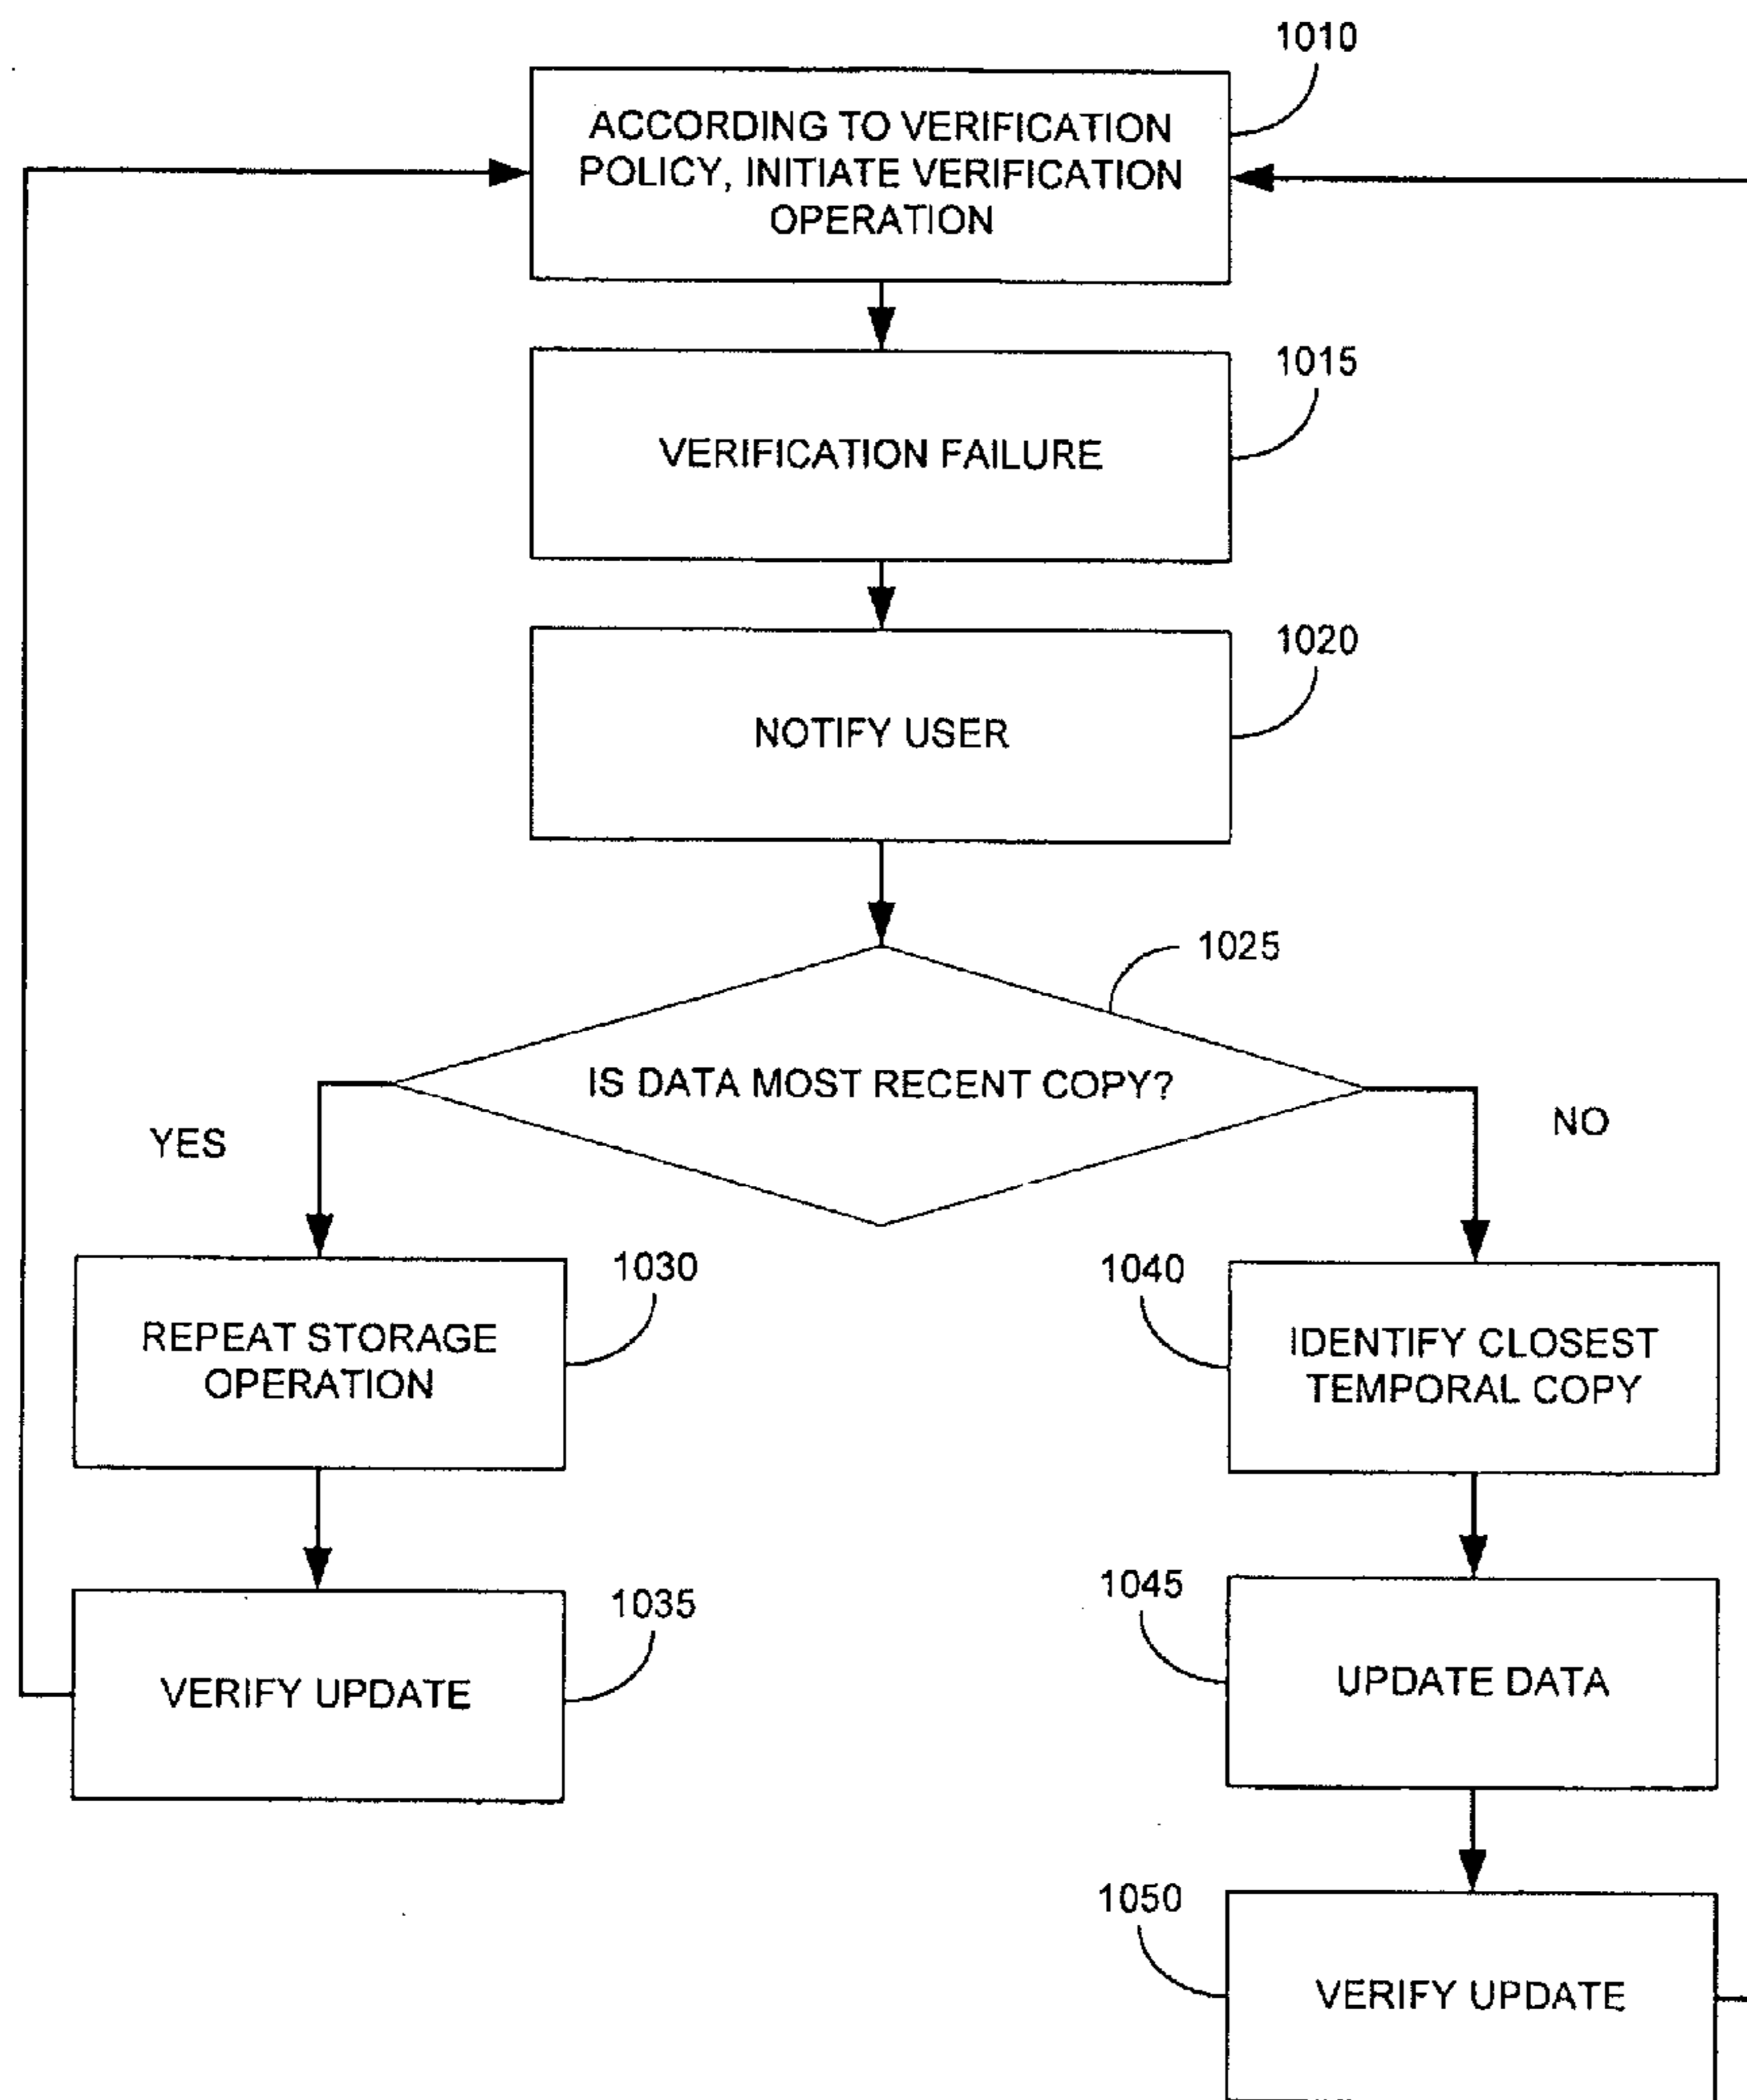 1010
ACCORDING TO VERIFICATION
POLICY, INITIATE VERIFICATION
OPERATION
1015
VERIFICATION FAILURE
1020
NOTIFY USER
1025
IS DATA MOST RECENT COPY?
YES
NO
1030
REPEAT STORAGE
OPERATION
1040
IDENTIFY CLOSEST
TEMPORAL COPY
1035
VERIFY UPDATE
1045
UPDATE DATA
1050
VERIFY UPDATE